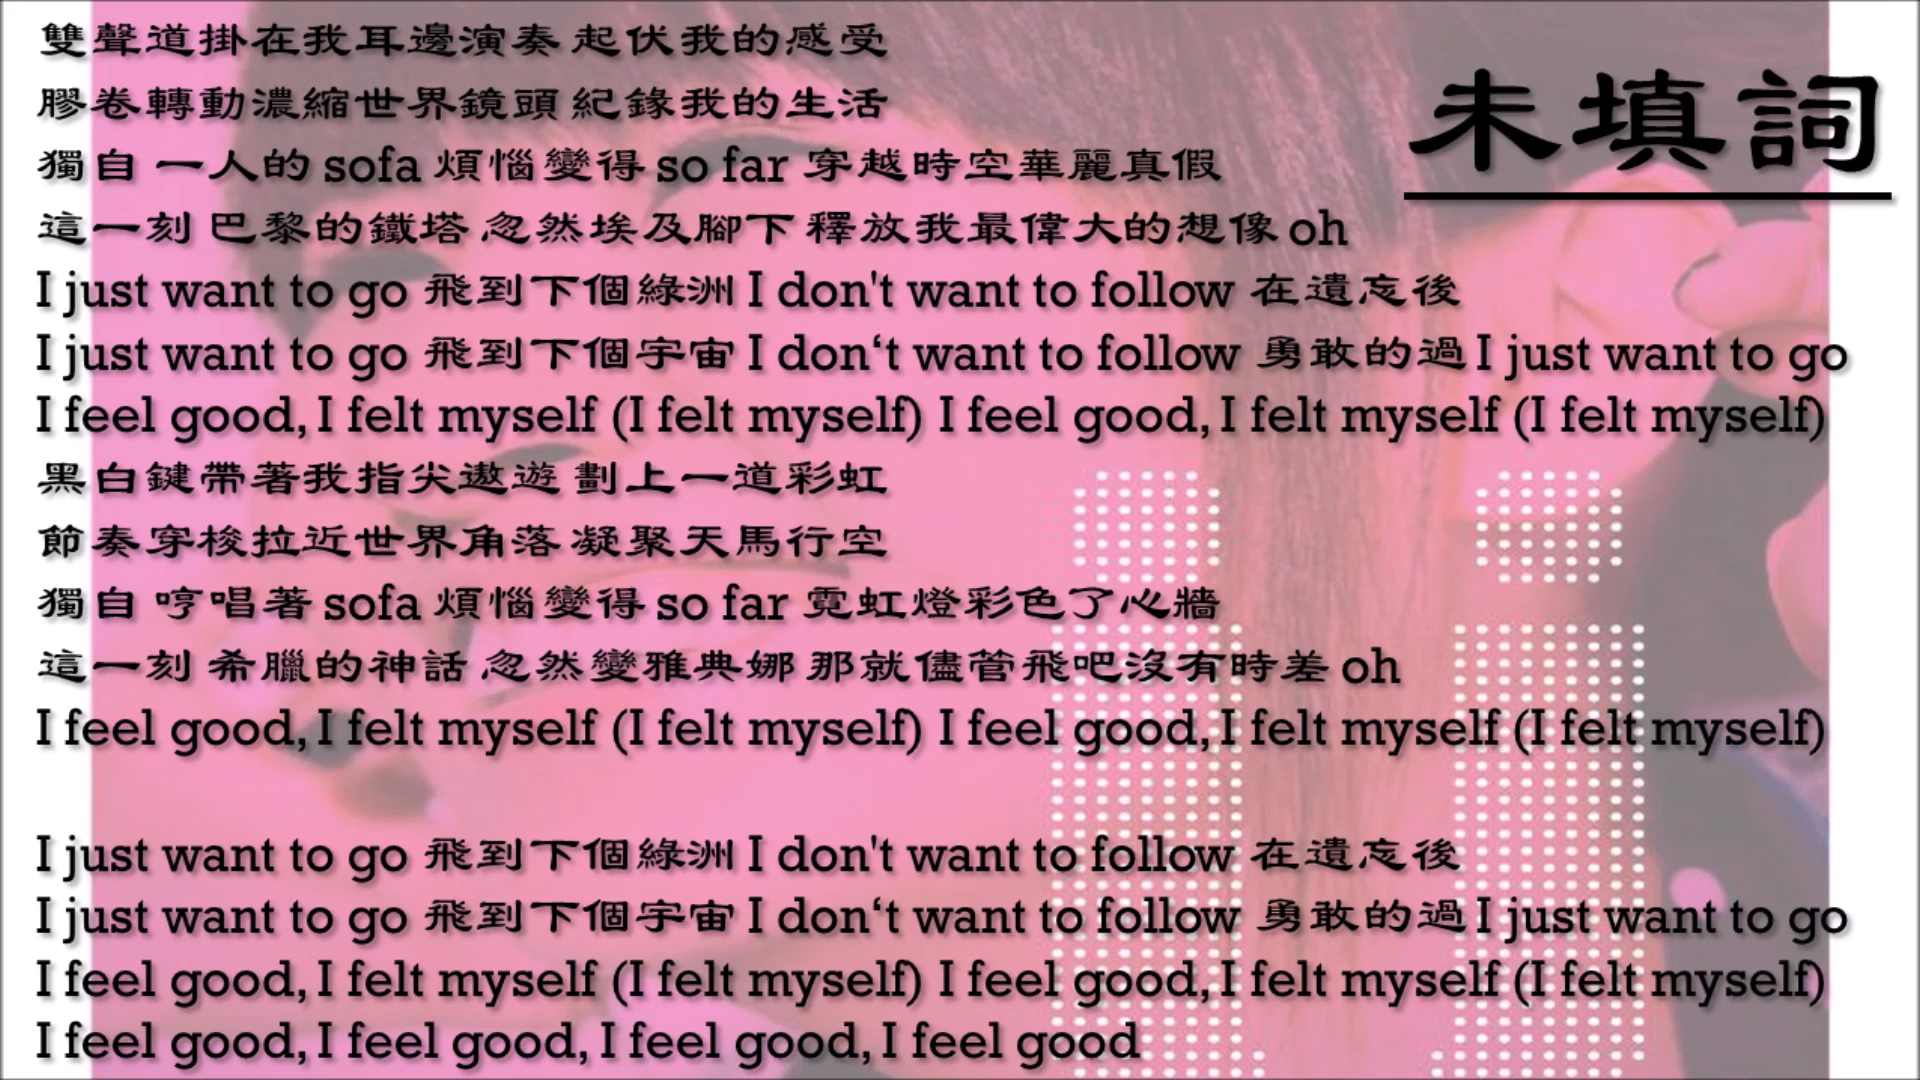 雙聲道掛在我耳邊演奏 起伏我的感受
膠卷轉動濃縮世界鏡頭 紀錄我的生活
未填詞
獨自 一人的 sofa 煩惱變得 so far 穿越時空華麗真假
這一刻 巴黎的鐵塔 忽然埃及腳下 釋放我最偉大的想像 oh
I just want to go 飛到下個綠洲 I don't want to follow 在遺忘後
I just want to go 飛到下個宇宙 I don‘t want to follow 勇敢的過 I just want to go
I feel good, I felt myself (I felt myself) I feel good, I felt myself (I felt myself)
黑白鍵帶著我指尖遨遊 劃上一道彩虹
節奏穿梭拉近世界角落 凝聚天馬行空
獨自 哼唱著 sofa 煩惱變得 so far 霓虹燈彩色了心牆
這一刻 希臘的神話 忽然變雅典娜 那就儘管飛吧沒有時差 oh
I feel good, I felt myself (I felt myself) I feel good, I felt myself (I felt myself)
I just want to go 飛到下個綠洲 I don't want to follow 在遺忘後
I just want to go 飛到下個宇宙 I don‘t want to follow 勇敢的過 I just want to go
I feel good, I felt myself (I felt myself) I feel good, I felt myself (I felt myself)
I feel good, I feel good, I feel good, I feel good